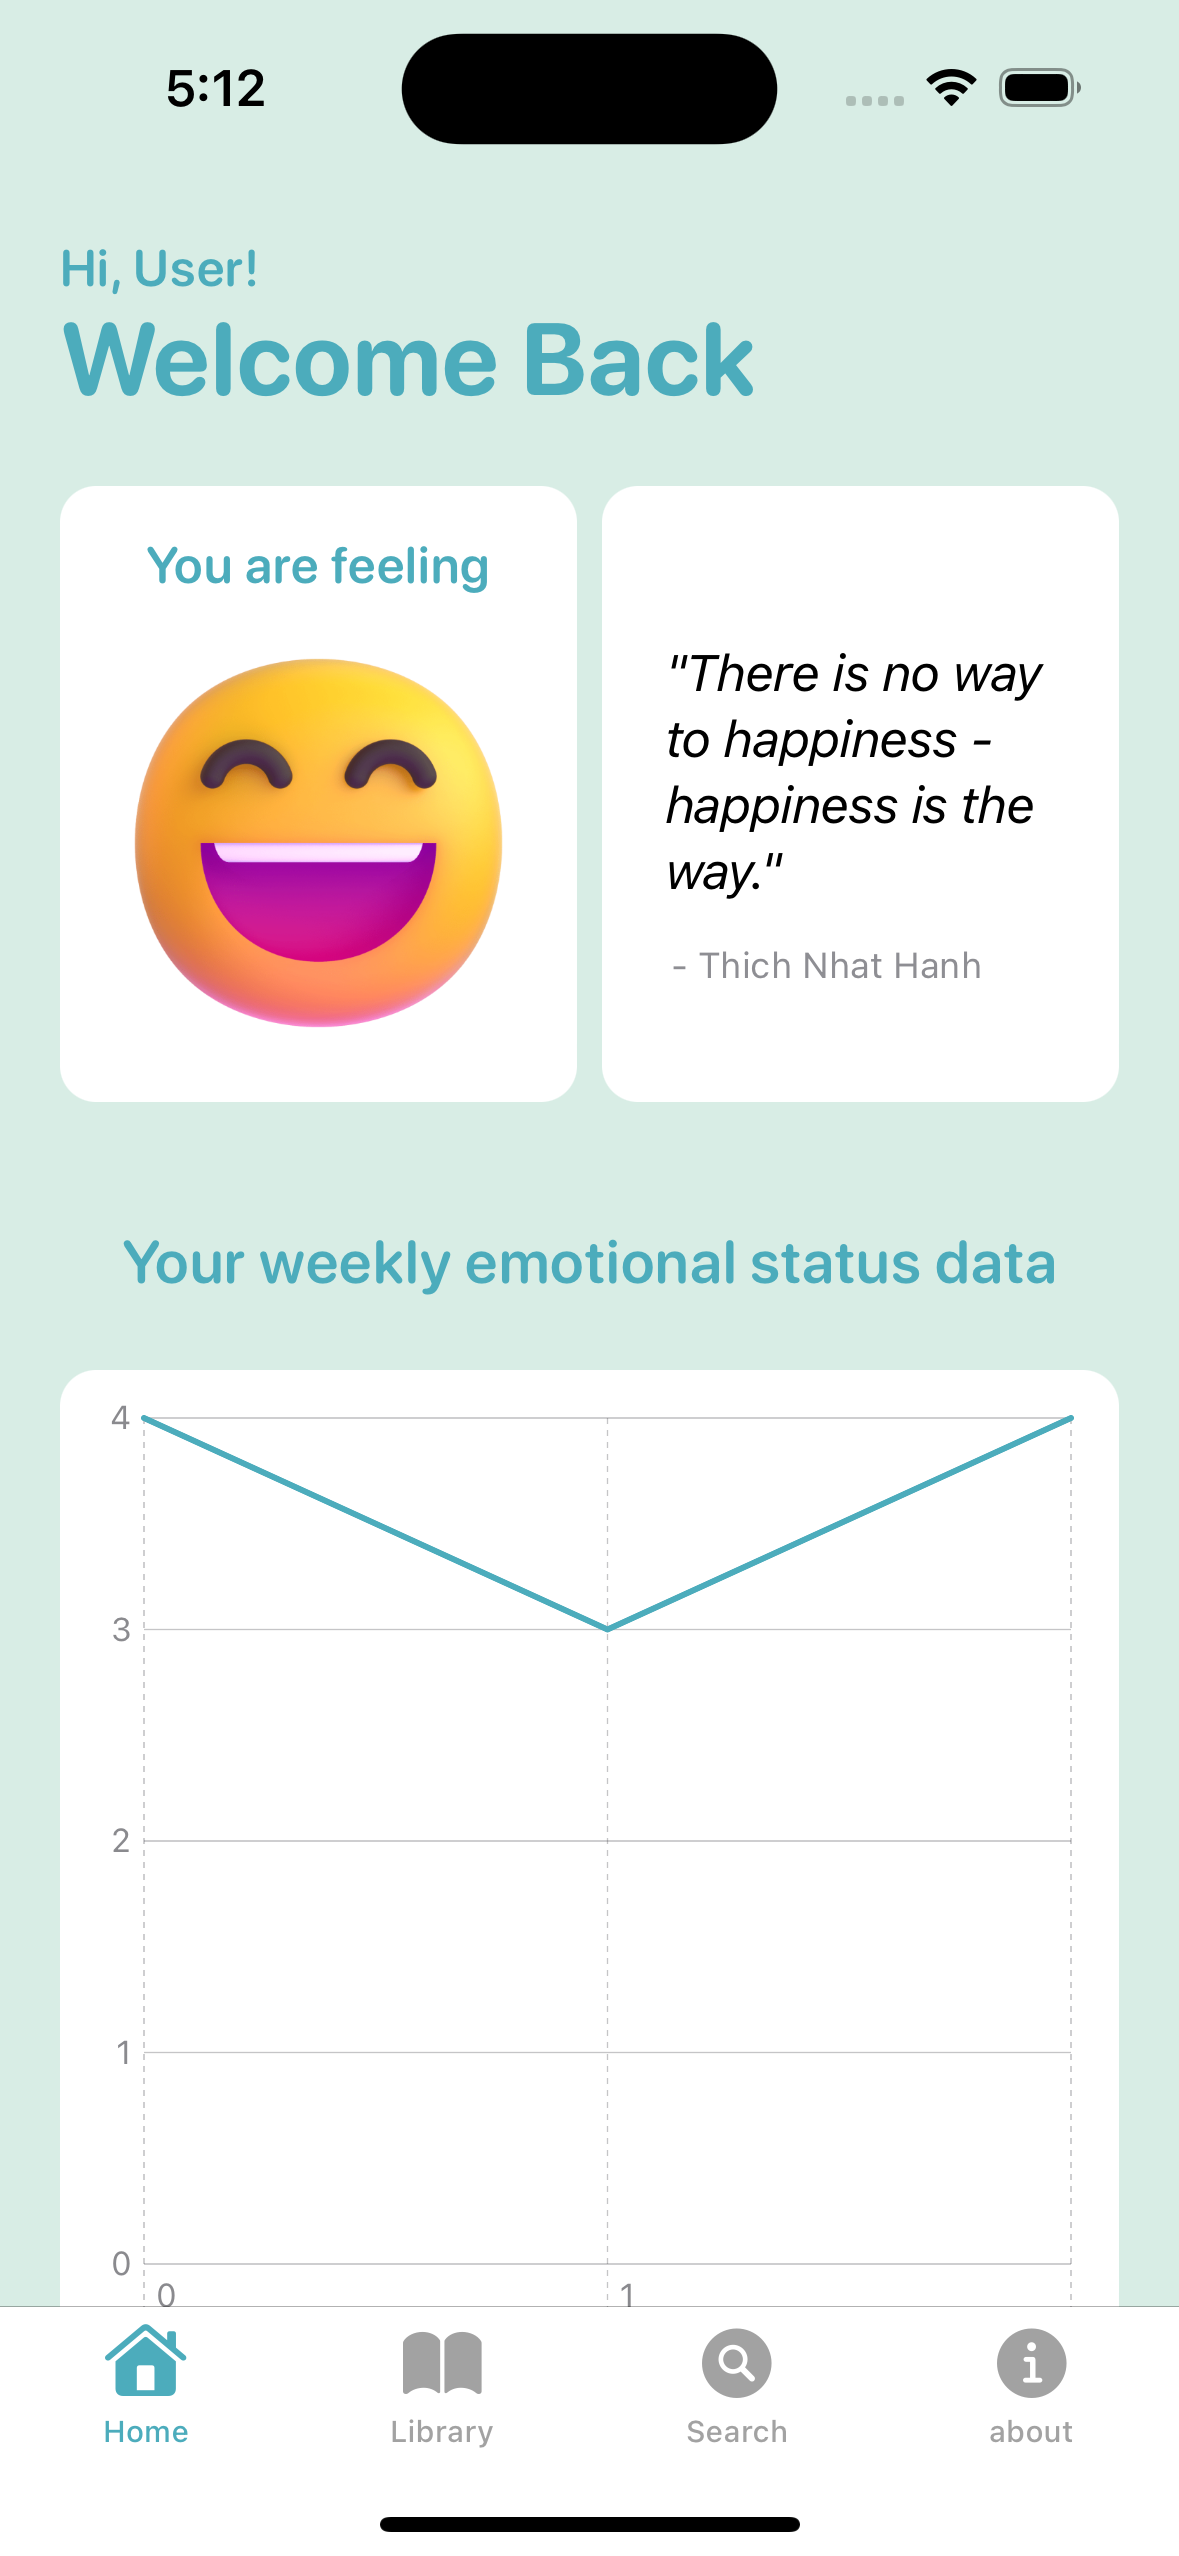 5:12
Hi, User!
Welcome Back
You are feeling
"There is no way
to happiness -
happiness is the
way."
- Thich Nhat Hanh
Your weekly emotional status data
4
3
2
1
0
0 1
Home Library Search about